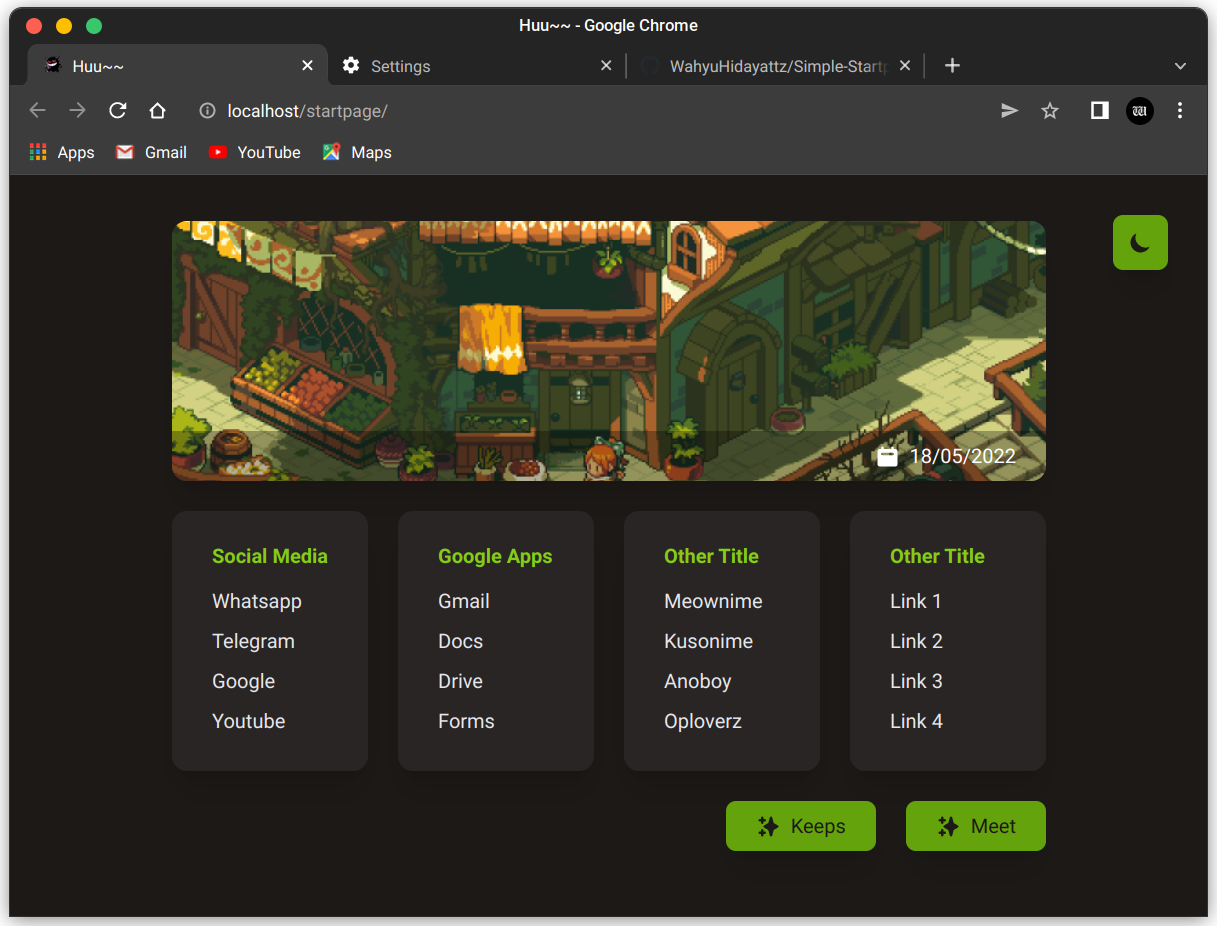 Huu~~ - Google Chrome
Huu~~ Settings WahyuHidayattz/Simple-Startp
localhost/startpage/
Apps Gmail YouTube Maps
18/05/2022
Social Media Google Apps Other Title Other Title
Whatsapp Gmail Meownime Link 1
Telegram Docs Kusonime Link 2
Google Drive Anoboy Link 3
Youtube Forms Oploverz Link 4
Keeps Meet